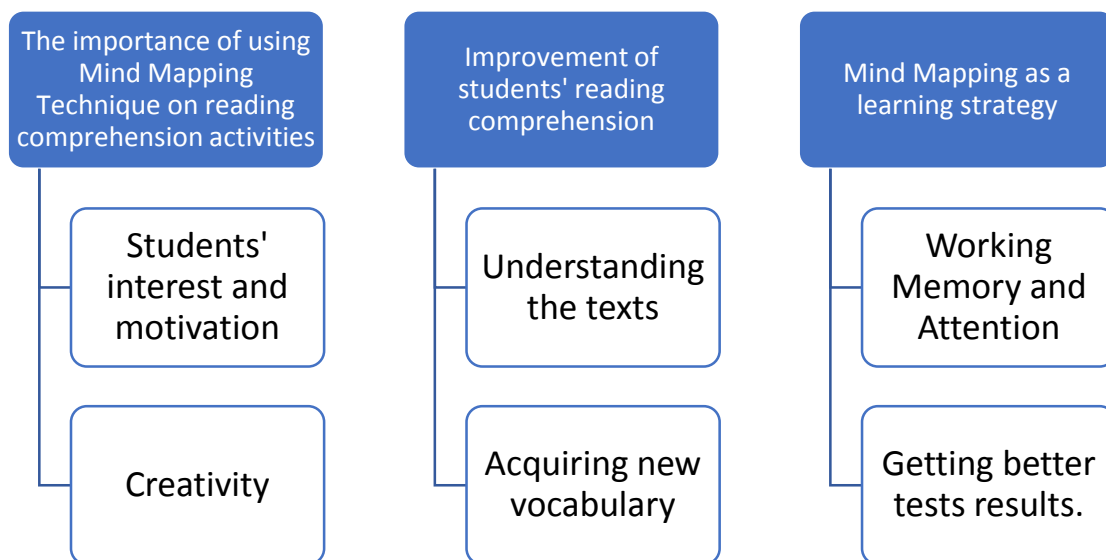 The importance of using
Mind Mapping
Technique on reading
comprehension activities
Students'
interest and
motivation
Creativity
Improvement of
students' reading
comprehension
Understanding
the texts
Acquiring new
vocabulary
Mind Mapping as a
learning strategy
Working
Memory and
Attention
Getting better
tests results.